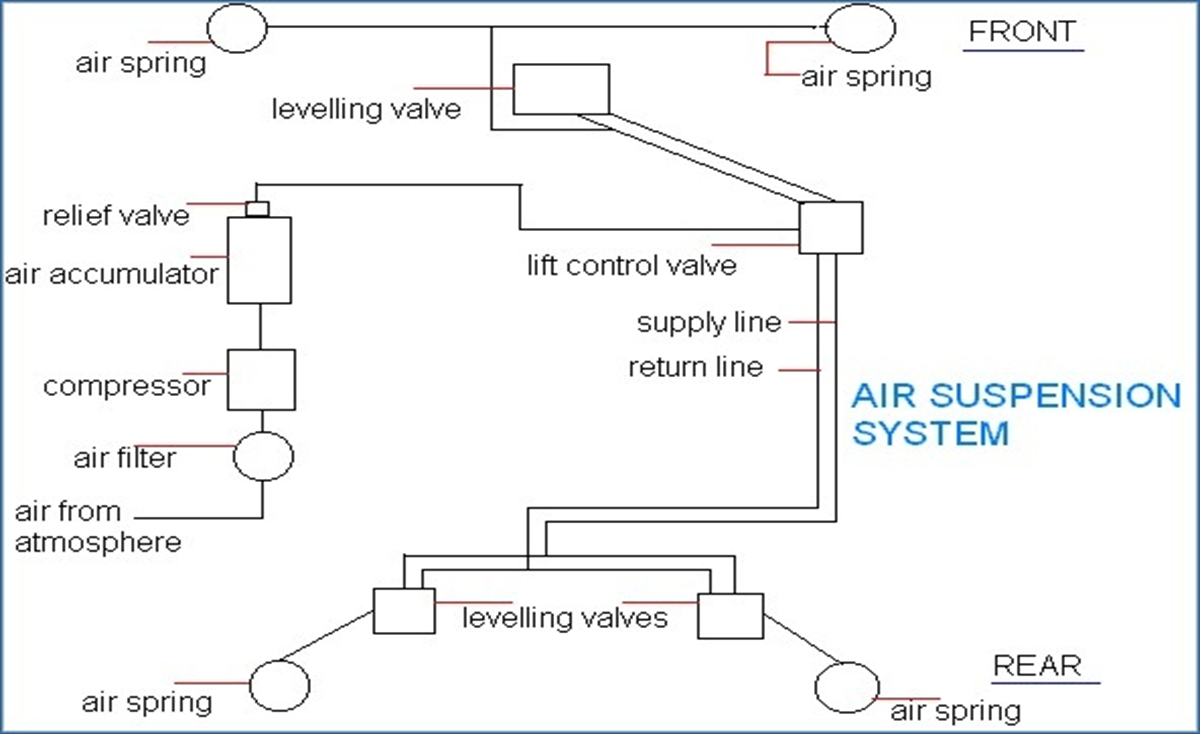 FRONT
air spring
air spring
levelling valve
relief valve
air accumulator
lift control valve
supply line
return line
compressor
AIR SUSPENSION
SYSTEM
air filter
air from
atmosphere
levelling valves
REAR
air spring
air spring